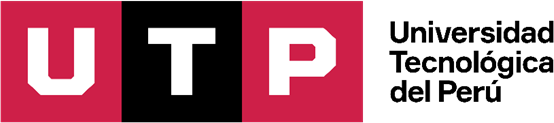 UTP
Universidad
Tecnológica
del Perú